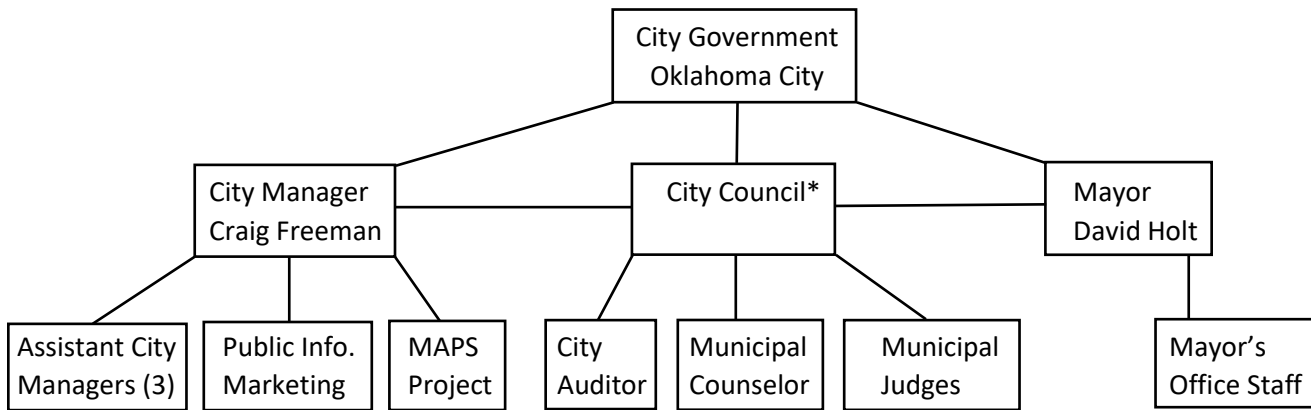 City Government
Oklahoma City
City Manager
Craig Freeman
City Council*
Mayor
David Holt
Assistant City
Managers (3)
Public Info.
Marketing
MAPS
Project
City
Auditor
Municipal
Counselor
Municipal
Judges
Mayor’s
Office Staff